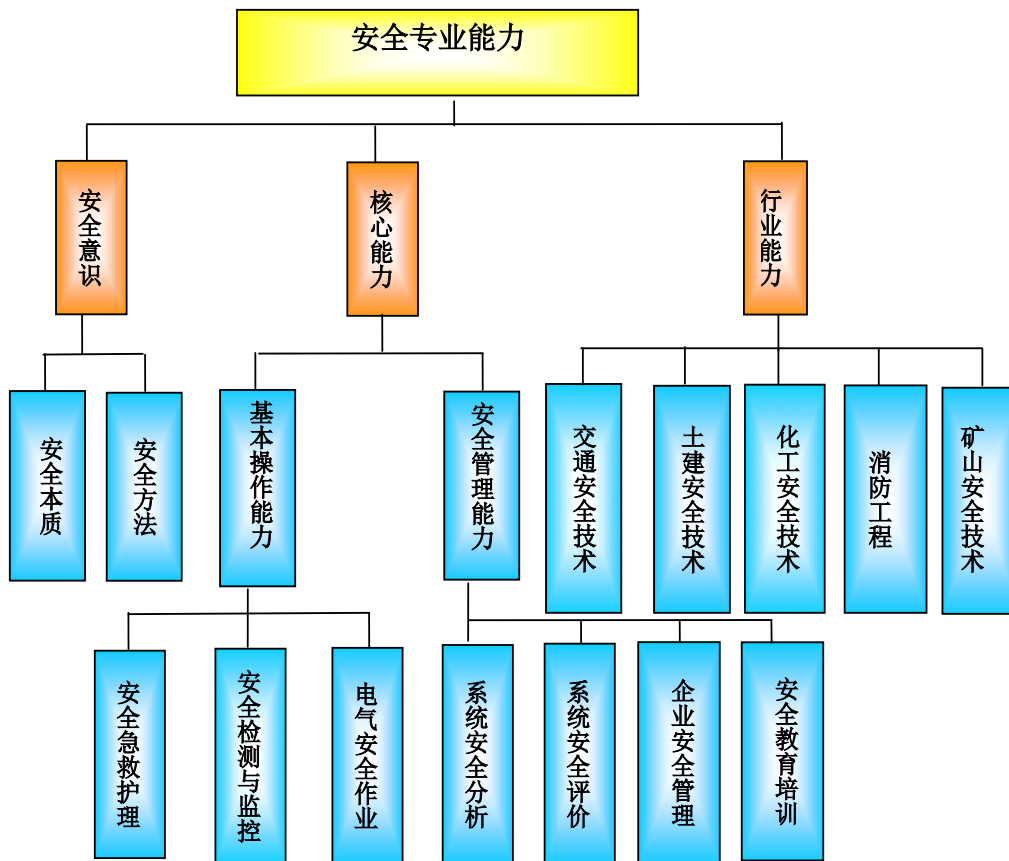 安全专业能力
安全意识
核心能力
行业能力
安全本质
安全方法
基本操作能力
安全管理能力
交通安全技术
土建安全技术
化工安全技术
消防工程
矿山安全技术
安全急救护理
安全检测与监控
电气安全作业
系统安全分析
系统安全评价
企业安全管理
安全教育培训